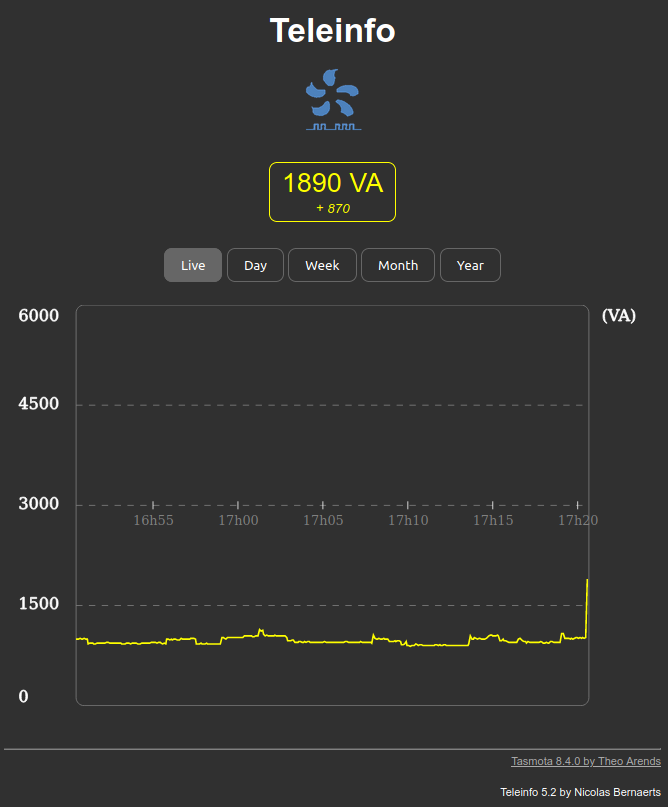 Teleinfo
1890 VA
+ 870
Live Day Week Month Year
6000 (VA)
4500
3000
16h55 17h00 17h05 17h10 17h15 17h20
1500
0
Tasmota 8.4.0 by Theo Arends
Teleinfo 5.2 by Nicolas Bernaerts